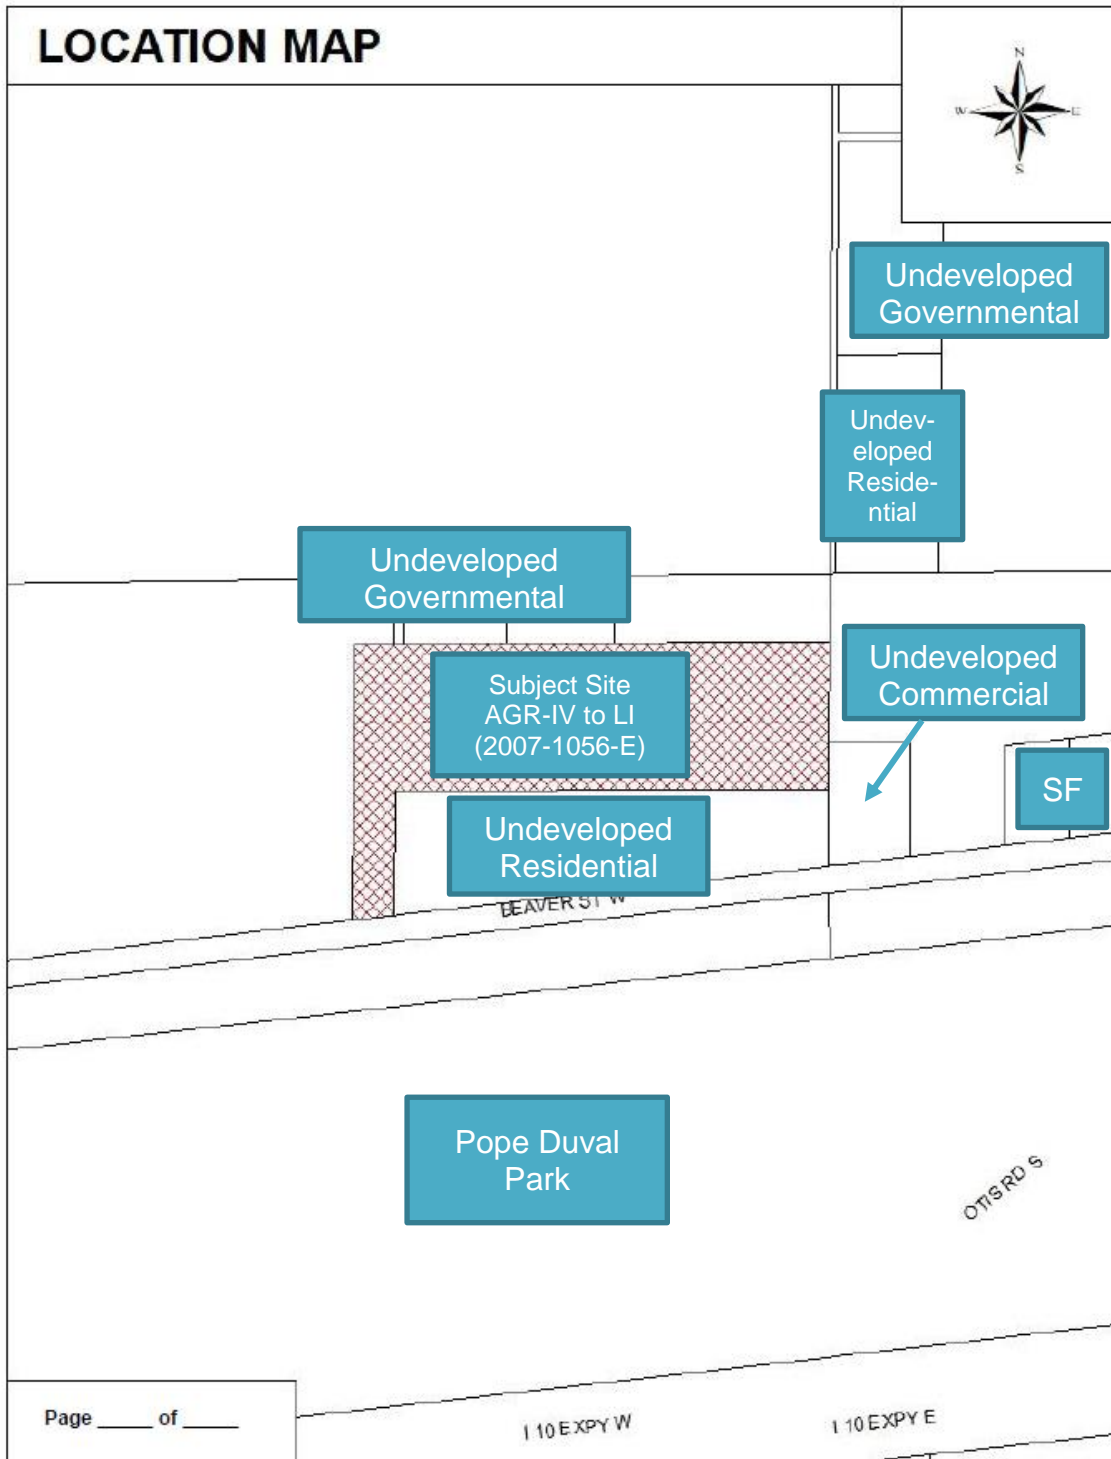 LOCATION MAP
N
W
E
S
Undeveloped
Governmental
Undev-
eloped
Reside-
ntial
Undeveloped
Governmental
Subject Site
AGR-IV to LI
(2007-1056-E)
Undeveloped
Commercial
SF
Undeveloped
Residential
BEAVER ST W
Pope Duval
Park
OTIS RD S
Page _____ of _____
I 10 EXPY W
I 10 EXPY E